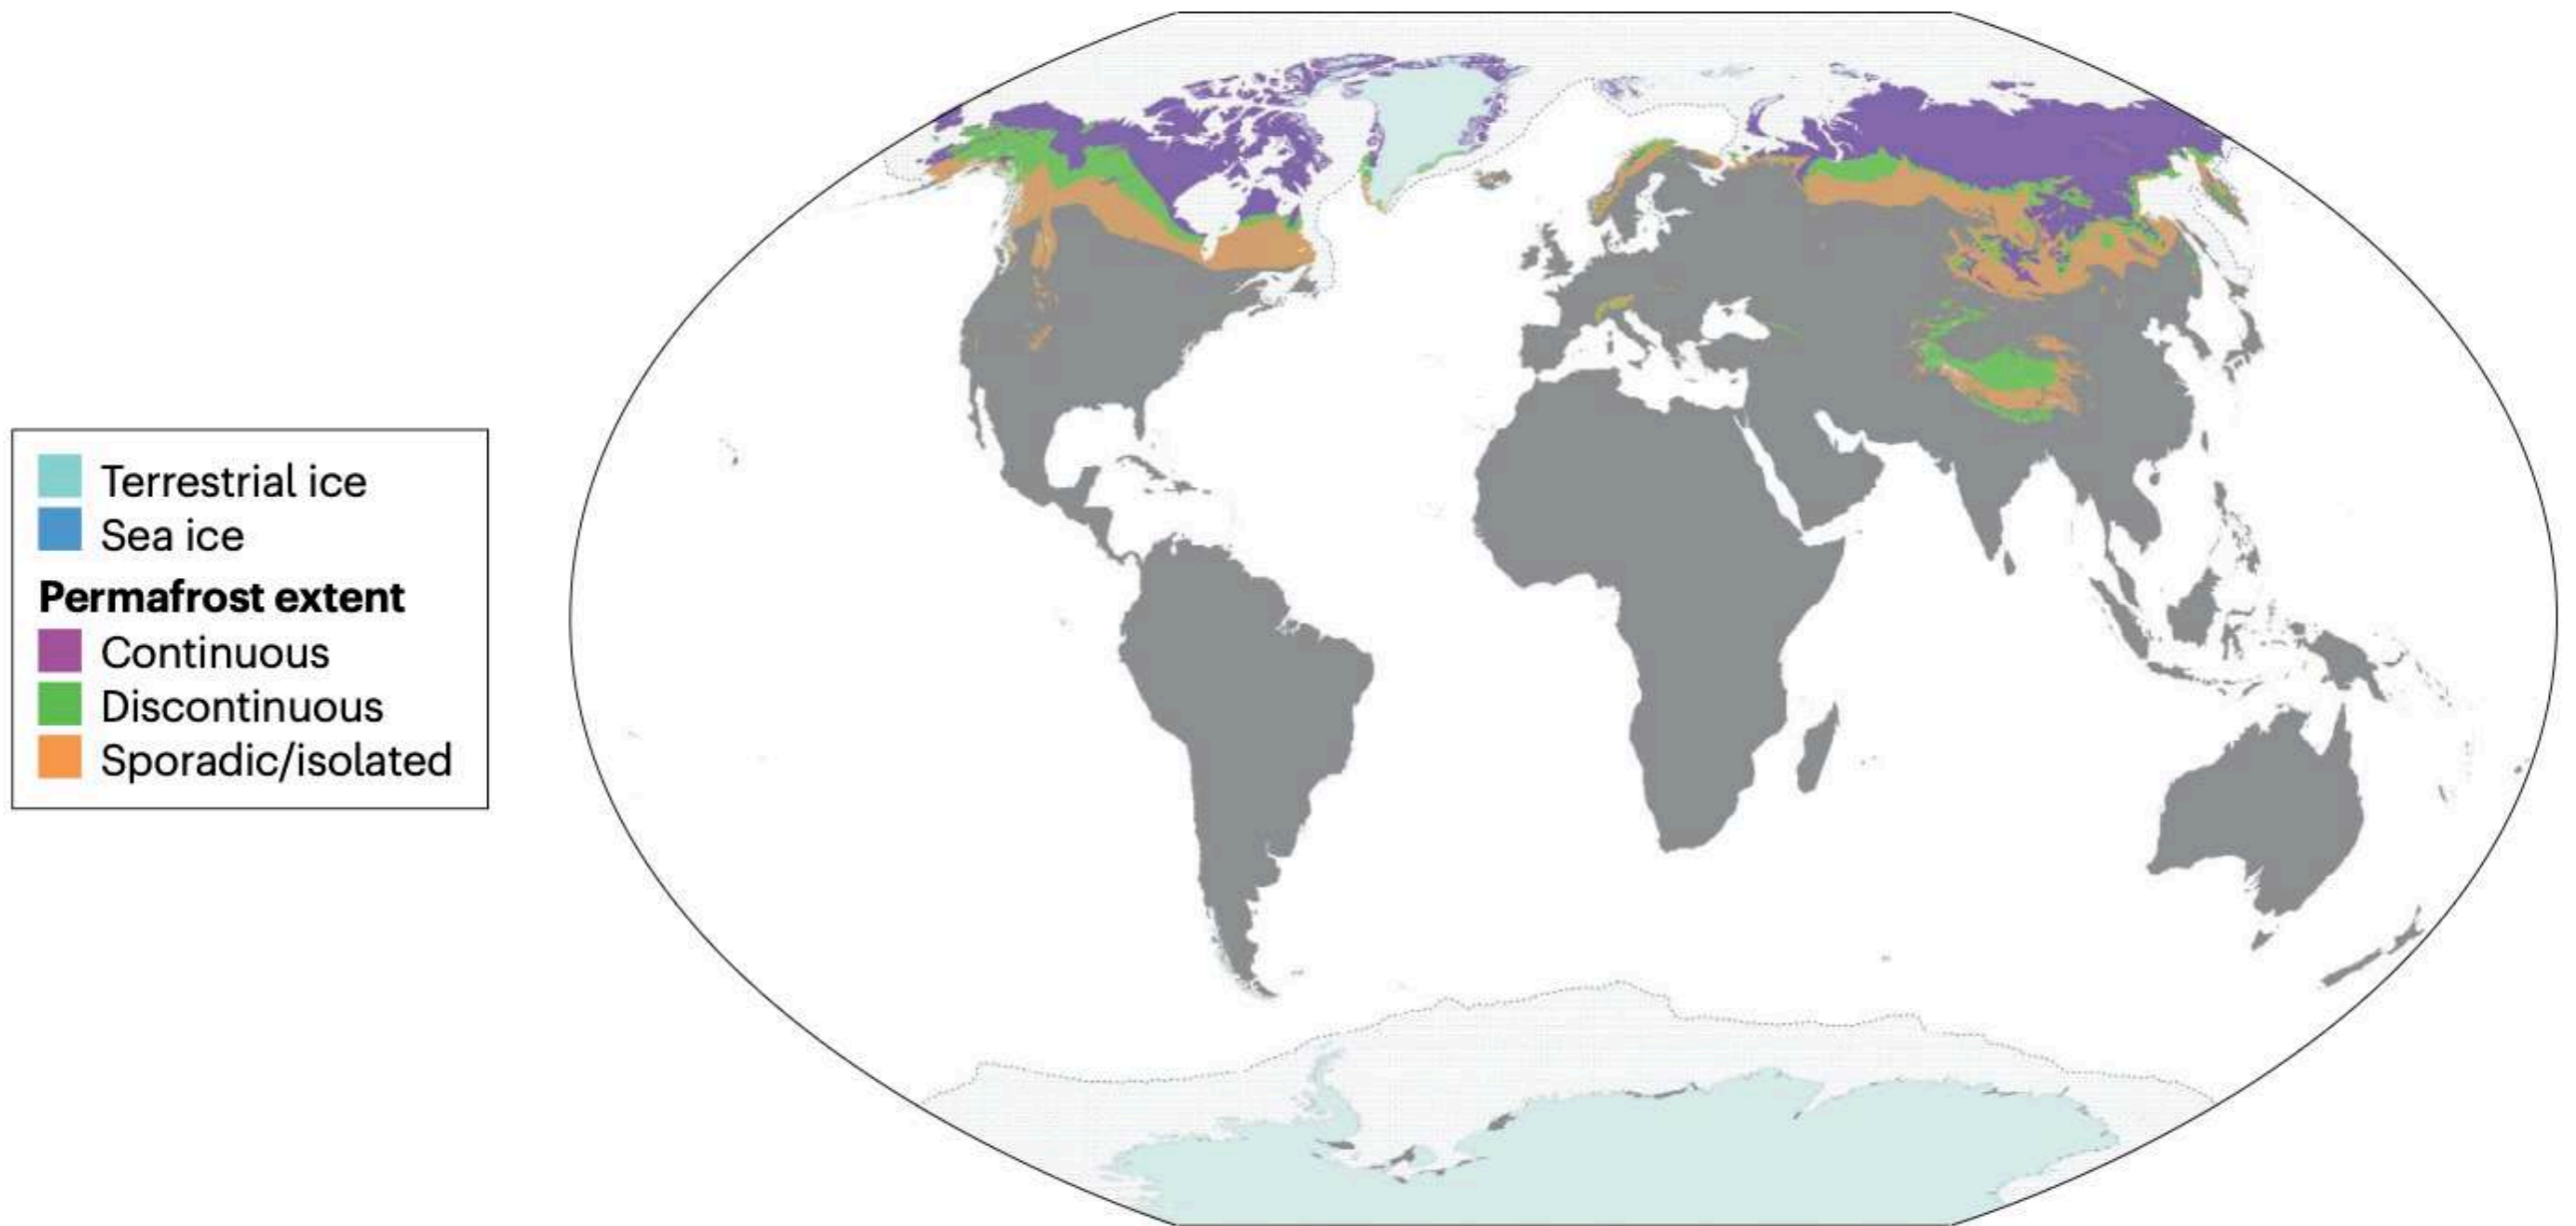 Terrestrial ice
Sea ice
Permafrost extent
Continuous
Discontinuous
Sporadic/isolated